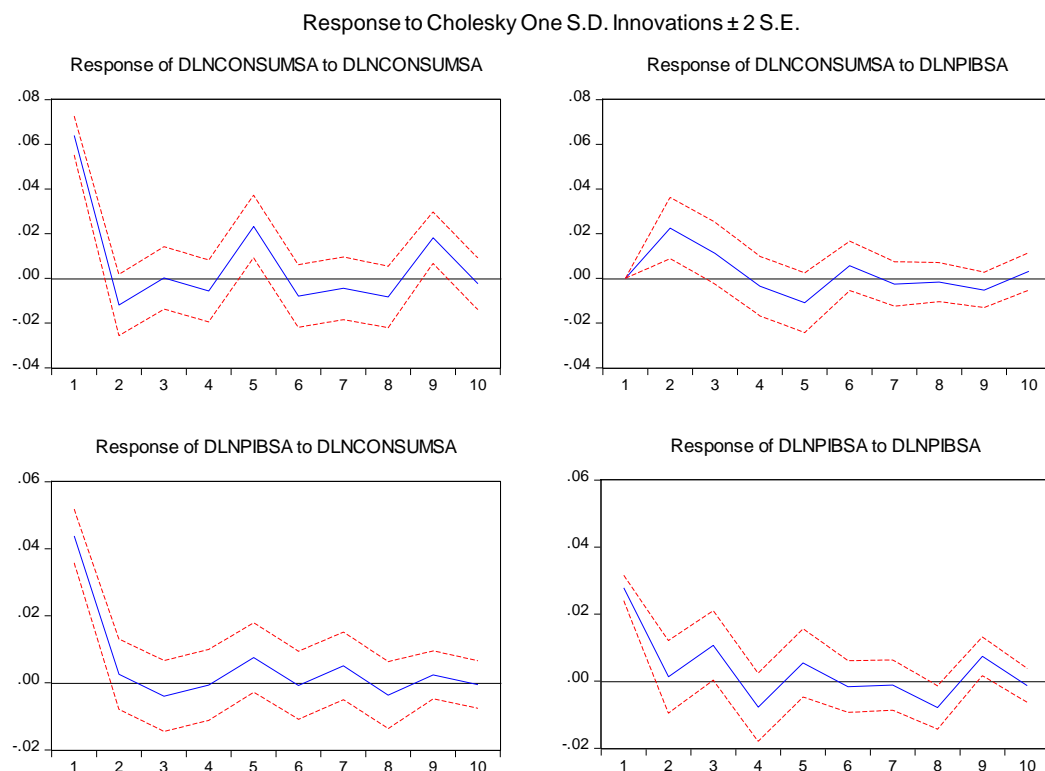 Response to Cholesky One S.D. Innovations ± 2 S.E.
Response of DLNCONSUMSA to DLNCONSUMSA
.08
.06
.04
.02
.00
-.02
-.04
1 2 3 4 5 6 7 8 9 10
Response of DLNCONSUMSA to DLNPIBSA
.08
.06
.04
.02
.00
-.02
-.04
1 2 3 4 5 6 7 8 9 10
Response of DLNPIBSA to DLNCONSUMSA
.06
.04
.02
.00
-.02
1 2 3 4 5 6 7 8 9 10
Response of DLNPIBSA to DLNPIBSA
.06
.04
.02
.00
-.02
1 2 3 4 5 6 7 8 9 10